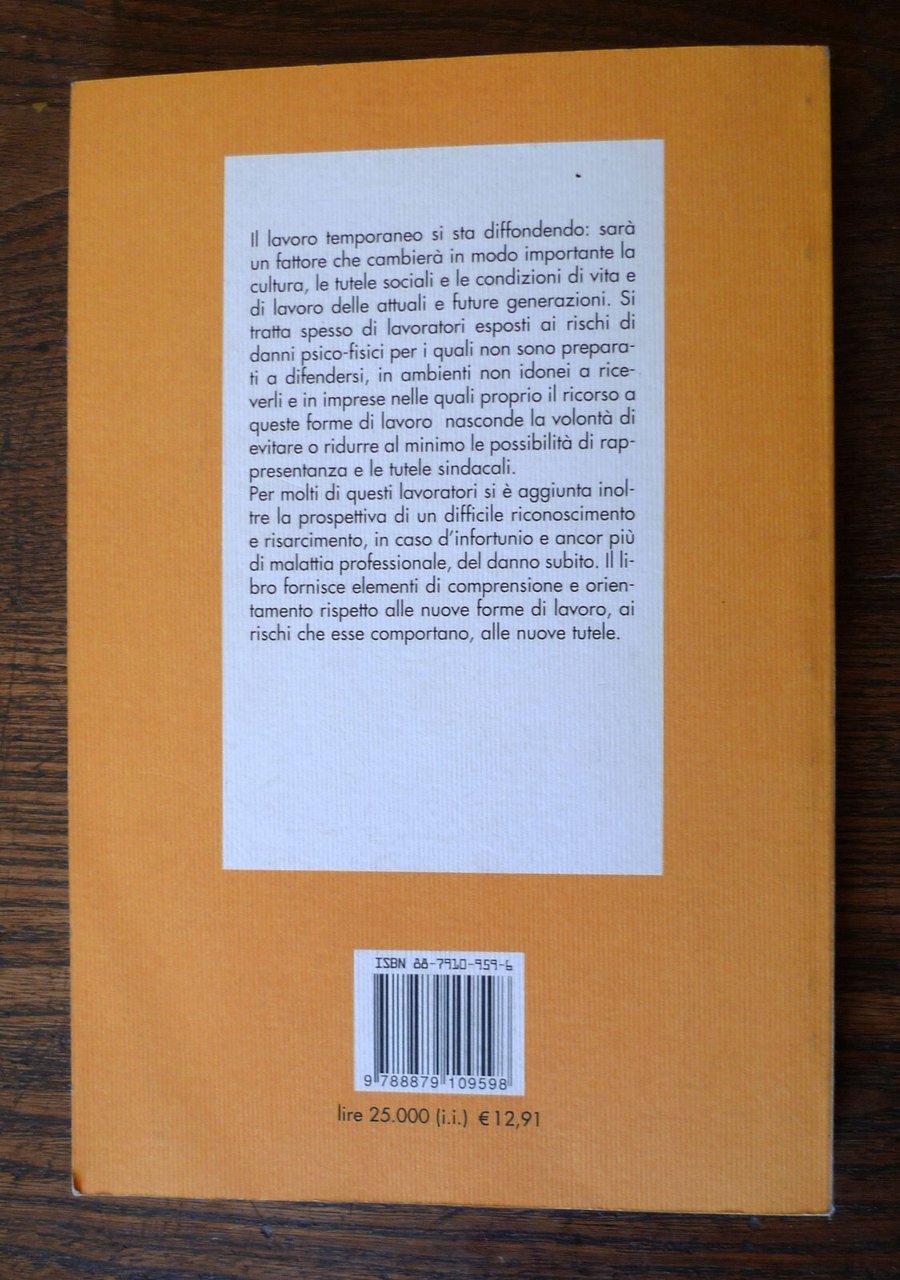 Il lavoro temporaneo si sta diffondendo: sarà
un fattore che cambierà in modo importante la
cultura, le tutele sociali e le condizioni di vita e
di lavoro delle attuali e future generazioni. Si
tratta spesso di lavoratori esposti ai rischi di
danni psico-fisici per i quali non sono prepara-
ti a difendersi, in ambienti non idonei a rice-
verli e in imprese nelle quali proprio il ricorso a
queste forme di lavoro nasconde la volontà di
evitare o ridurre al minimo le possibilità di rap-
presentanza e le tutele sindacali.
Per molti di questi lavoratori si è aggiunta inol-
tre la prospettiva di un difficile riconoscimento
e risarcimento, in caso d'infortunio e ancor più
di malattia professionale, del danno subito. Il li-
bro fornisce elementi di comprensione e orien-
tamento rispetto alle nuove forme di lavoro, ai
rischi che esse comportano, alle nuove tutele.
ISBN 88-7910-959-6
9 788879 109598
lire 25.000 (i.i.) € 12,91